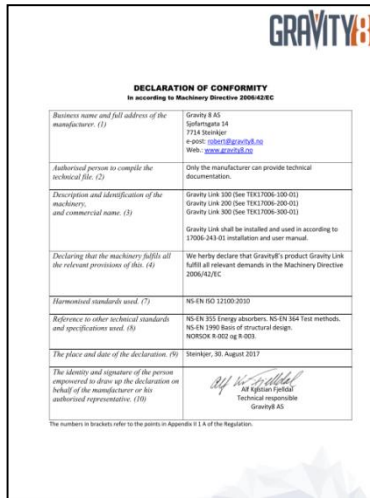 GRAVITY8
DECLARATION OF CONFORMITY
In according to Machinery Directive 2006/42/EC
Business name and full address of the
manufacturer. (1)
Gravity 8 AS
Sjøfartsgata 14
7714 Steinkjer
e-post: robert@gravity8.no
Web.: www.gravity8.no
Authorised person to compile the
technical file. (2)
Only the manufacturer can provide technical
documentation.
Description and identification of the
machinery,
and commercial name. (3)
Gravity Link 100 (See TEK17006-100-01)
Gravity Link 200 (See TEK17006-200-01)
Gravity Link 300 (See TEK17006-300-01)
Gravity Link shall be installed and used in according to
17006-243-01 installation and user manual.
Declaring that the machinery fulfils all
the relevant provisions of this. (4)
We herby declare that Gravity8's product Gravity Link
fulfill all relevant demands in the Machinery Directive
2006/42/EC
Harmonised standards used. (7)
NS-EN ISO 12100:2010
Reference to other technical standards
and specifications used. (8)
NS-EN 355 Energy absorbers. NS-EN 364 Test methods.
NS-EN 1990 Basis of structural design.
NORSOK R-002 og R-003.
The place and date of the declaration. (9)
Steinkjer, 30. August 2017
The identity and signature of the person
empowered to draw up the declaration on
behalf of the manufacturer or his
authorised representative. (10)
Alf Kristian Fjelldal
Technical responsible
Gravity8 AS
The numbers in brackets refer to the points in Appendix II 1 A of the Regulation.